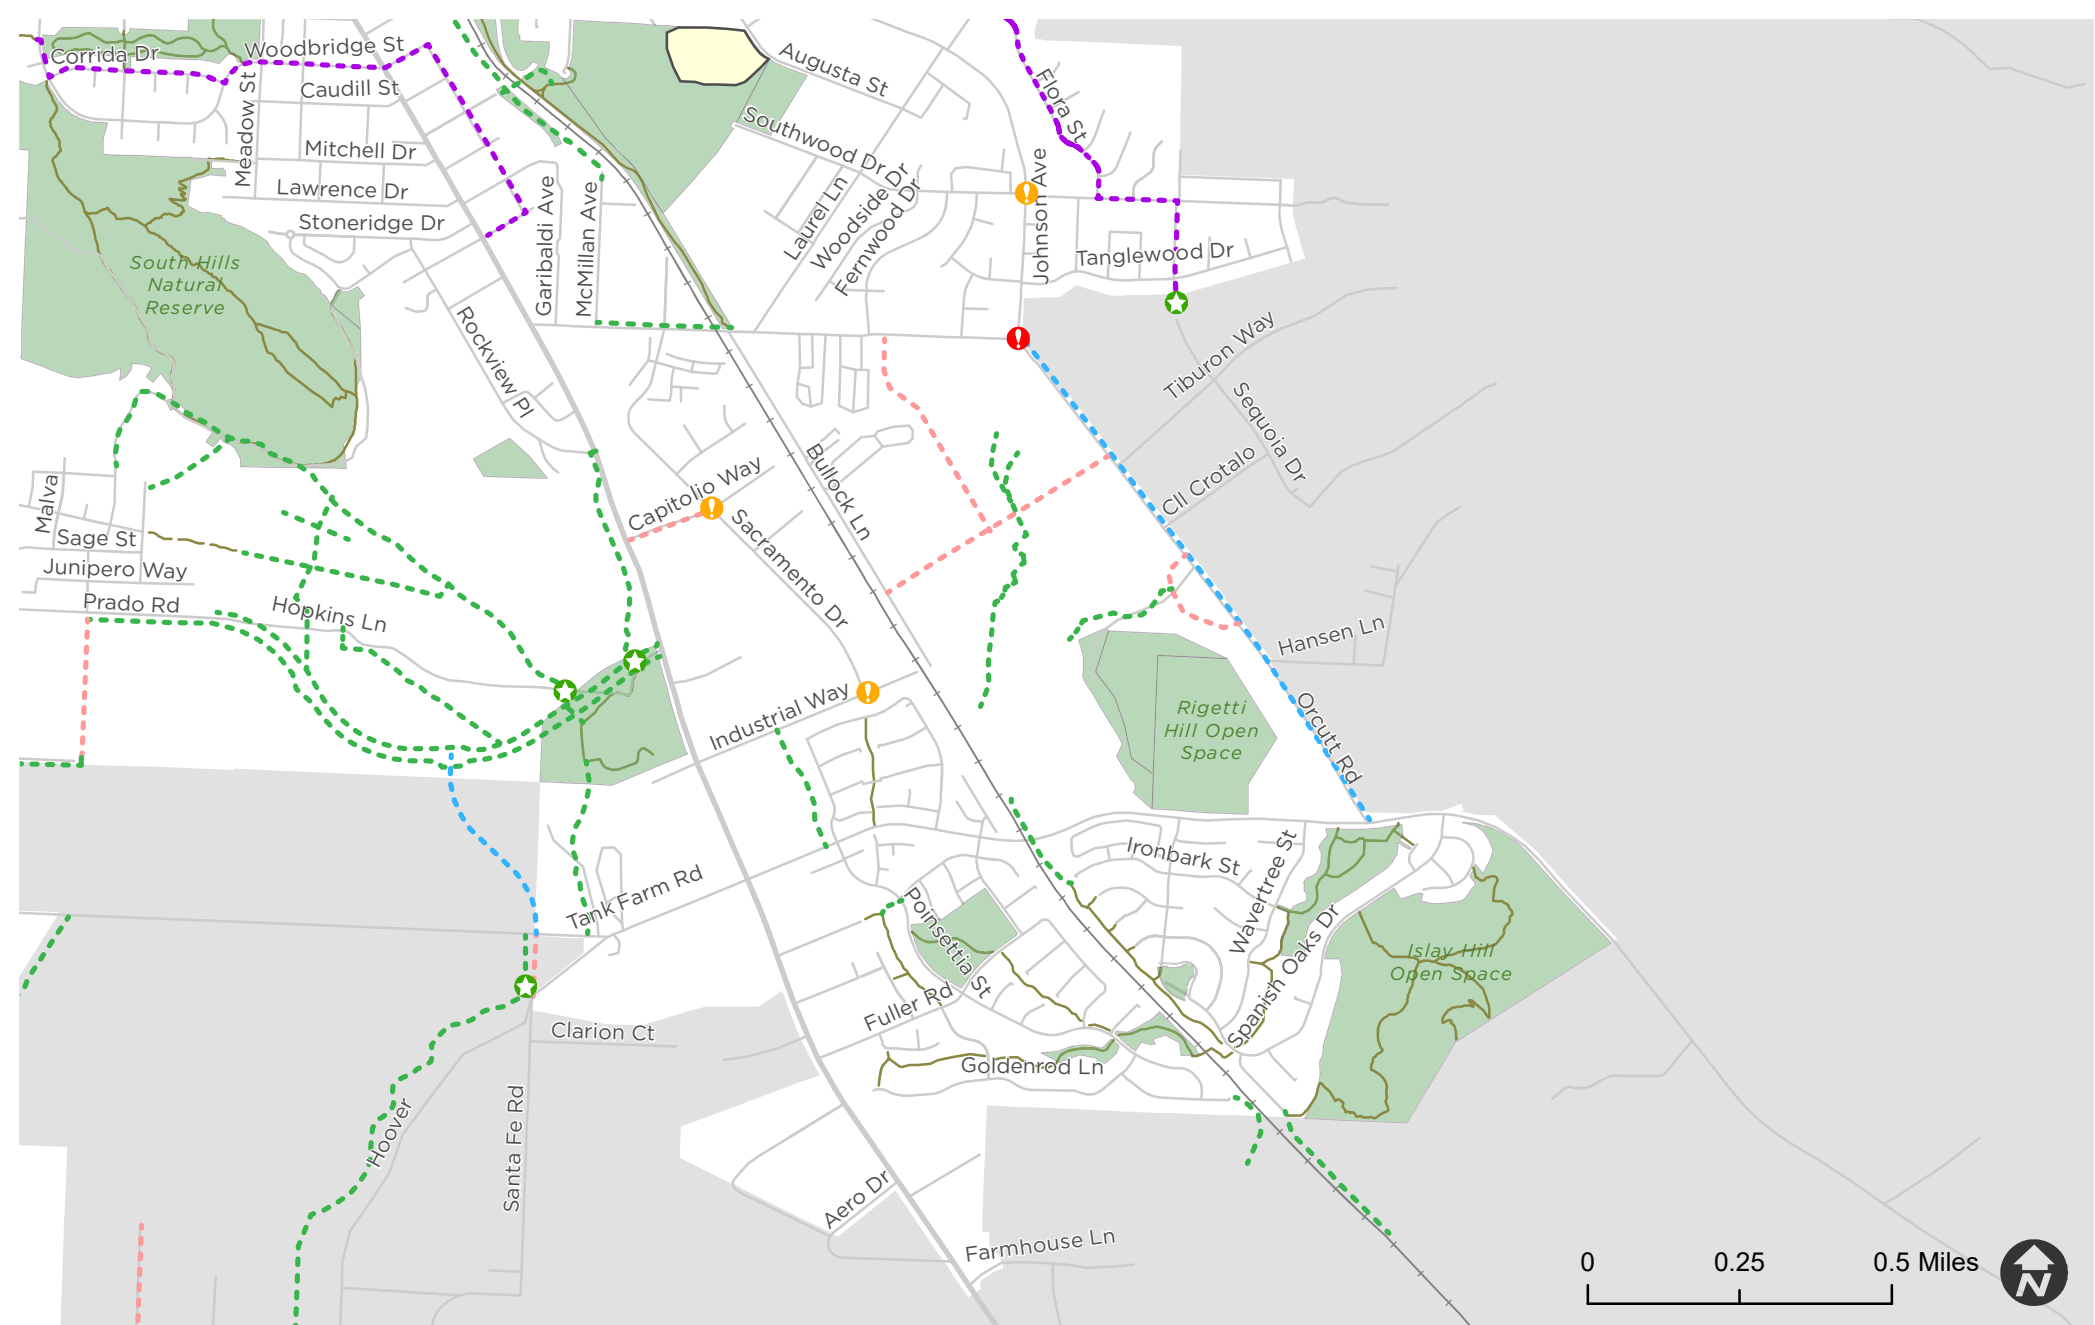 Corrida Dr
Woodbridge St
Meadow St
Caudill St
Mitchell Dr
Lawrence Dr
Stoneridge Dr
Augusta St
Southwood Dr
Flora St
Johnson Ave
Laurel Ln
Woodside Dr
Fernwood Dr
Garibaldi Ave
McMillan Ave
Tanglewood Dr
South Hills
Natural
Reserve
Rockview Pl
Tiburon Way
Sequoia Dr
Cll Crotalo
Bullock Ln
Capitolio Way
Sacramento Dr
Malva
Sage St
Junipero Way
Prado Rd
Hopkins Ln
Hansen Ln
Orcutt Rd
Rigetti
Hill Open
Space
Industrial Way
Ironbark St
Wavertree St
Tank Farm Rd
Poinsettia St
Spanish Oaks Dr
Islay Hill
Open Space
Fuller Rd
Clarion Ct
Goldenrod Ln
Hoover
Santa Fe Rd
Aero Dr
Farmhouse Ln
0 0.25 0.5 Miles
N